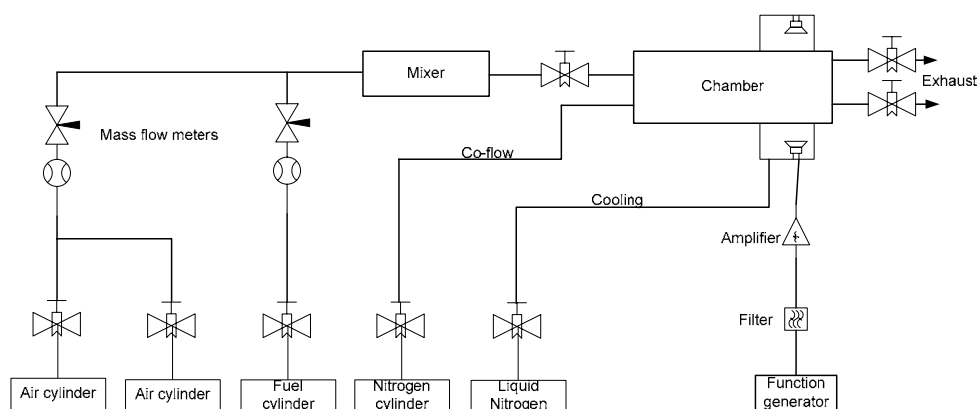 Mixer
Chamber
Exhaust
Mass flow meters
Co-flow
Cooling
Amplifier
Filter
Air cylinder
Air cylinder
Fuel
cylinder
Nitrogen
cylinder
Liquid
Nitrogen
Function
generator